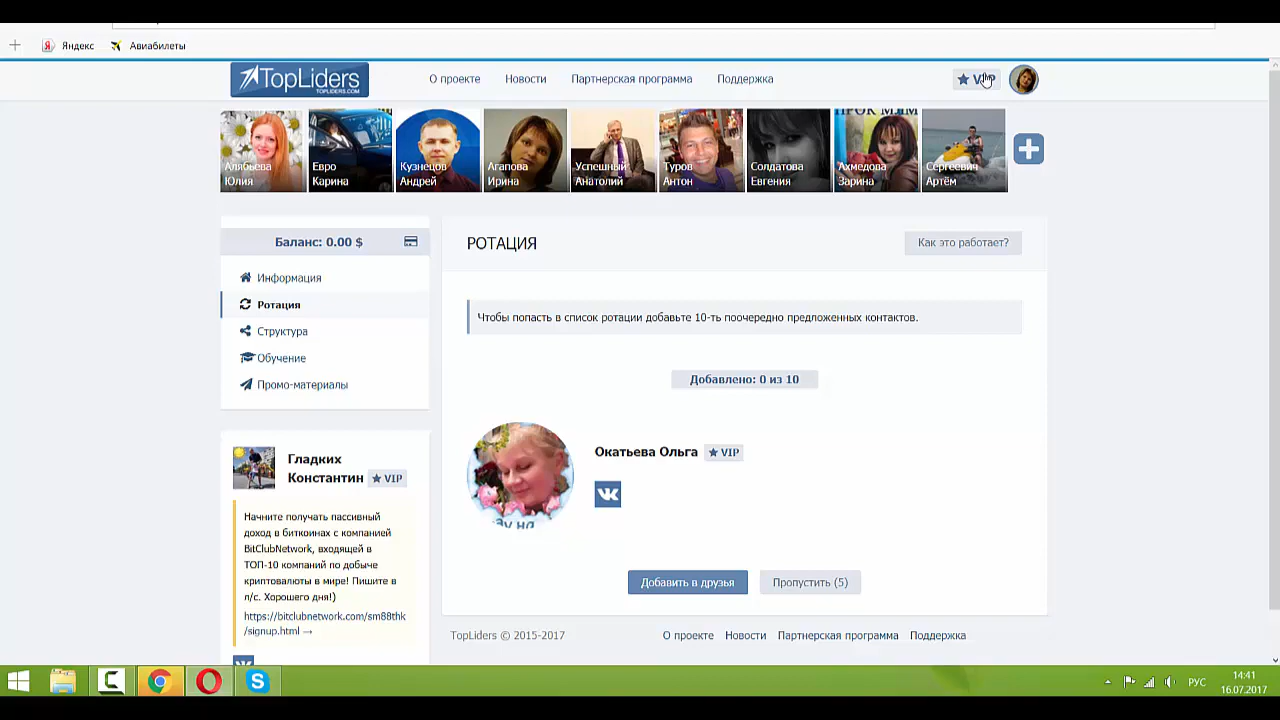 Яндекс
Авиабилеты
TopLiders
TOPLIDERS.COM
О проекте
Новости
Партнерская программа
Поддержка
VIP
Алябьева
Юлия
Евро
Карина
Кузнецов
Андрей
Агапова
Ирина
Успешный
Анатолий
Туров
Антон
Солдатова
Евгения
Ахмедова
Зарина
Сергеевич
Артём
Баланс: 0.00 $
Информация
Ротация
Структура
Обучение
Промо-материалы
РОТАЦИЯ
Как это работает?
Чтобы попасть в список ротации добавьте 10-ть поочередно предложенных контактов.
Добавлено: 0 из 10
Окатьева Ольга
VIP
Добавить в друзья
Пропустить (5)
Гладких
Константин VIP
Начните получать пассивный
доход в биткоинах с компанией
BitClubNetwork, входящей в
ТОП-10 компаний по добыче
криптовалюты в мире! Пишите в
л/с. Хорошего дня!)
https://bitclubnetwork.com/sm88thk
/signup.html →
TopLiders © 2015-2017
О проекте
Новости
Партнерская программа
Поддержка
РУС
14:41
16.07.2017